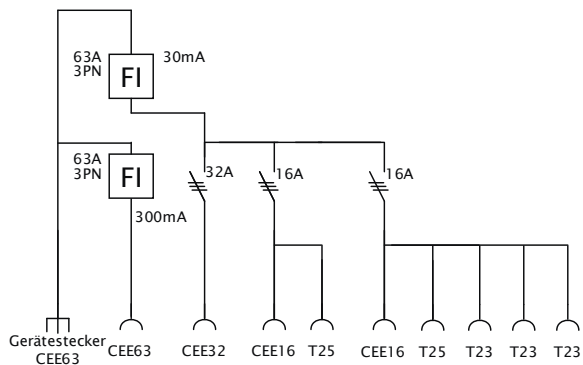 63A
3PN
FI
30mA
63A
3PN
FI
300mA
32A
16A
16A
Gerätestecker
CEE63
CEE63
CEE32
CEE16
T25
CEE16
T25
T23
T23
T23